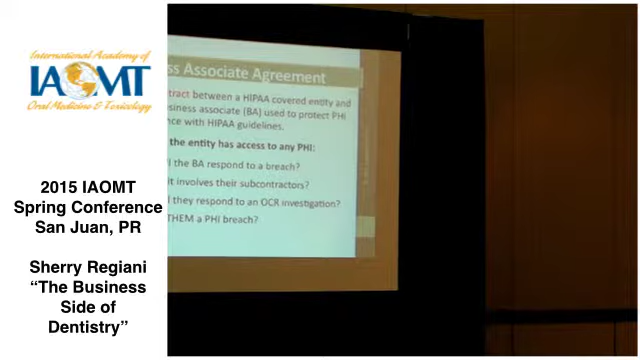 International Academy of
IAOMT
Oral Medicine & Toxicology
2015 IAOMT
Spring Conference
San Juan, PR
Sherry Regiani
“The Business
Side of
Dentistry”
ss Associate Agreement
tract between a HIPAA covered entity and
siness associate (BA) used to protect PHI
nce with HIPAA guidelines.
the entity has access to any PHI:
l the BA respond to a breach?
it involves their subcontractors?
l they respond to an OCR investigation?
THEM a PHI breach?